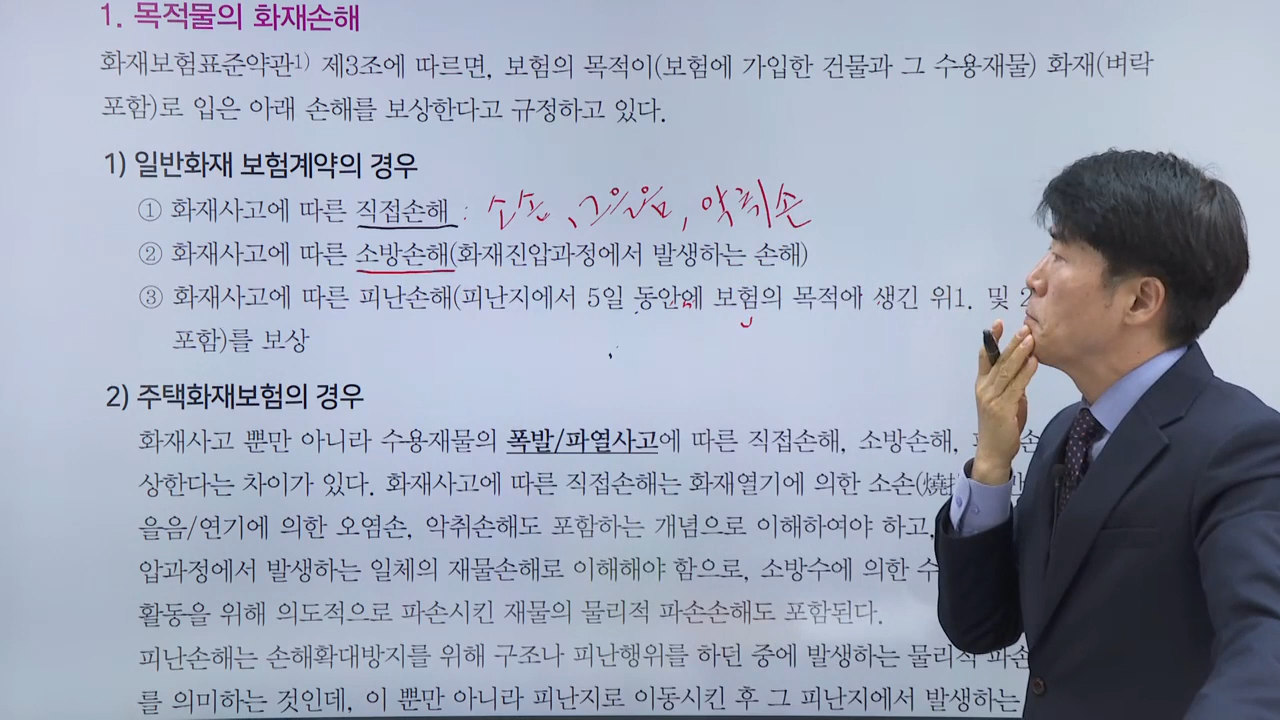 1. 목적물의 화재손해
화재보험표준약관1) 제3조에 따르면, 보험의 목적이(보험에 가입한 건물과 그 수용재물) 화재(벼락
포함)로 입은 아래 손해를 보상한다고 규정하고 있다.
1) 일반화재 보험계약의 경우
① 화재사고에 따른 직접손해 : 소손, 그을음, 악취손
② 화재사고에 따른 소방손해(화재진압과정에서 발생하는 손해)
③ 화재사고에 따른 피난손해(피난지에서 5일 동안에 보험의 목적에 생긴 위1. 및 2
포함)를 보상
2) 주택화재보험의 경우
화재사고 뿐만 아니라 수용재물의 폭발/파열사고에 따른 직접손해, 소방손해,
상한다는 차이가 있다. 화재사고에 따른 직접손해는 화재열기에 의한 소손(燒
을음/연기에 의한 오염손, 악취손해도 포함하는 개념으로 이해하여야 하고,
압과정에서 발생하는 일체의 재물손해로 이해해야 함으로, 소방수에 의한 수
활동을 위해 의도적으로 파손시킨 재물의 물리적 파손손해도 포함된다.
피난손해는 손해확대방지를 위해 구조나 피난행위를 하던 중에 발생하는 물리적 파손
를 의미하는 것인데, 이 뿐만 아니라 피난지로 이동시킨 후 그 피난지에서 발생하는